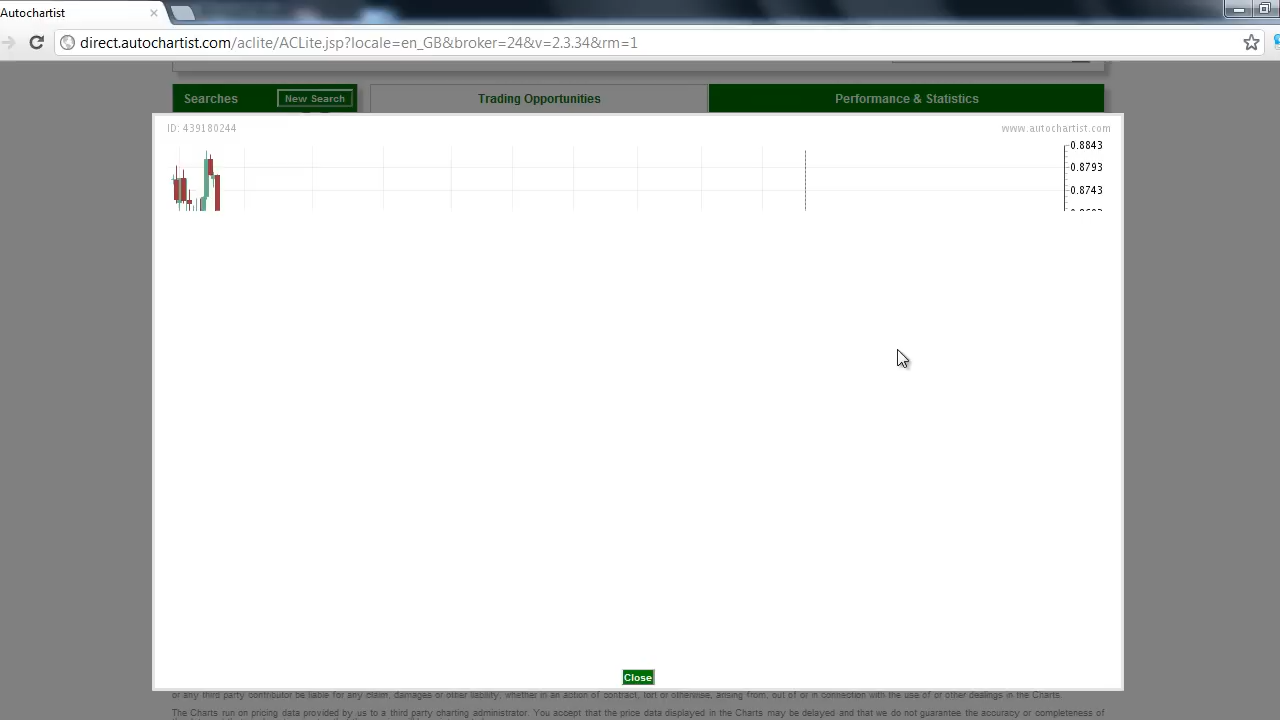 Autochartist
direct.autochartist.com/aclite/ACLite.jsp?locale=en_GB&broker=24&v=2.3.34&rm=1
Searches New Search Trading Opportunities Performance & Statistics
ID: 439180244 www.autochartist.com
0.8843
0.8793
0.8743
Close
or any third party contributor be liable for any claim, damages or other liability, whether in an action of contract, tort or otherwise, arising from, out of or in connection with the use of or other dealings in the Charts.
The Charts run on pricing data provided by us to a third party charting administrator. You accept that the price data displayed in the Charts may be delayed and that we do not guarantee the accuracy or completeness of